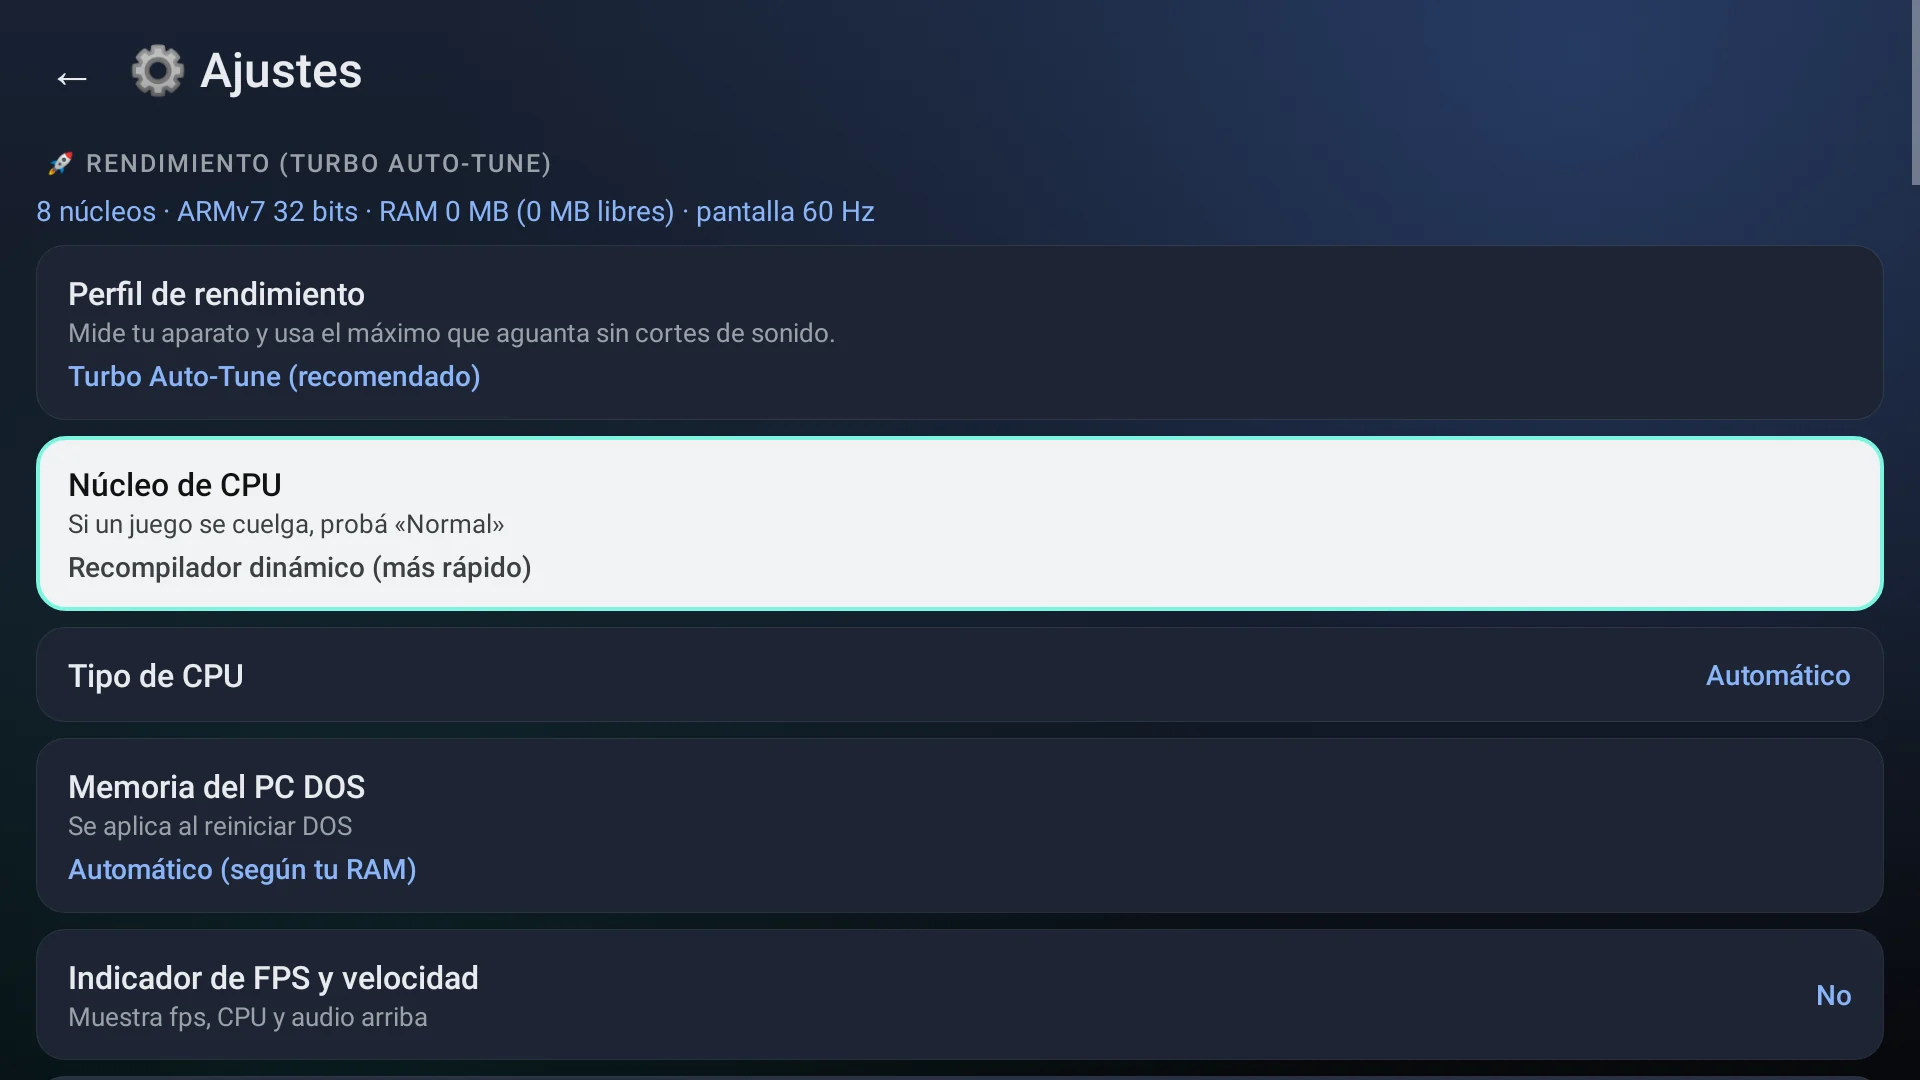 ← Ajustes
RENDIMIENTO (TURBO AUTO-TUNE)
8 núcleos · ARMv7 32 bits · RAM 0 MB (0 MB libres) · pantalla 60 Hz
Perfil de rendimiento
Mide tu aparato y usa el máximo que aguanta sin cortes de sonido.
Turbo Auto-Tune (recomendado)
Núcleo de CPU
Si un juego se cuelga, probá «Normal»
Recompilador dinámico (más rápido)
Tipo de CPU
Automático
Memoria del PC DOS
Se aplica al reiniciar DOS
Automático (según tu RAM)
Indicador de FPS y velocidad
Muestra fps, CPU y audio arriba
No